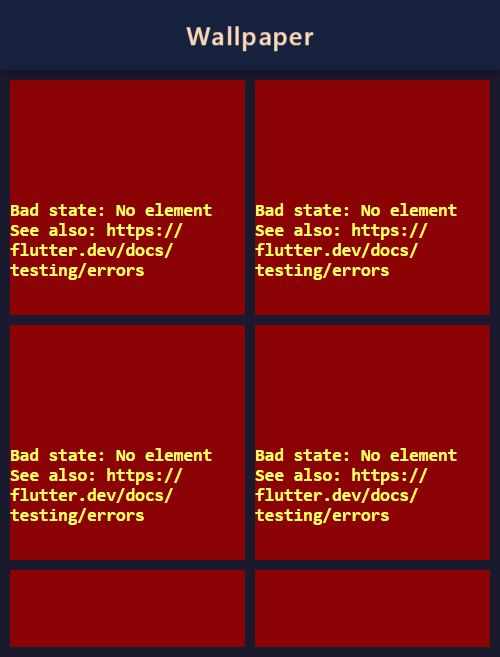 Wallpaper
Bad state: No element
See also: https://
flutter.dev/docs/
testing/errors
Bad state: No element
See also: https://
flutter.dev/docs/
testing/errors
Bad state: No element
See also: https://
flutter.dev/docs/
testing/errors
Bad state: No element
See also: https://
flutter.dev/docs/
testing/errors